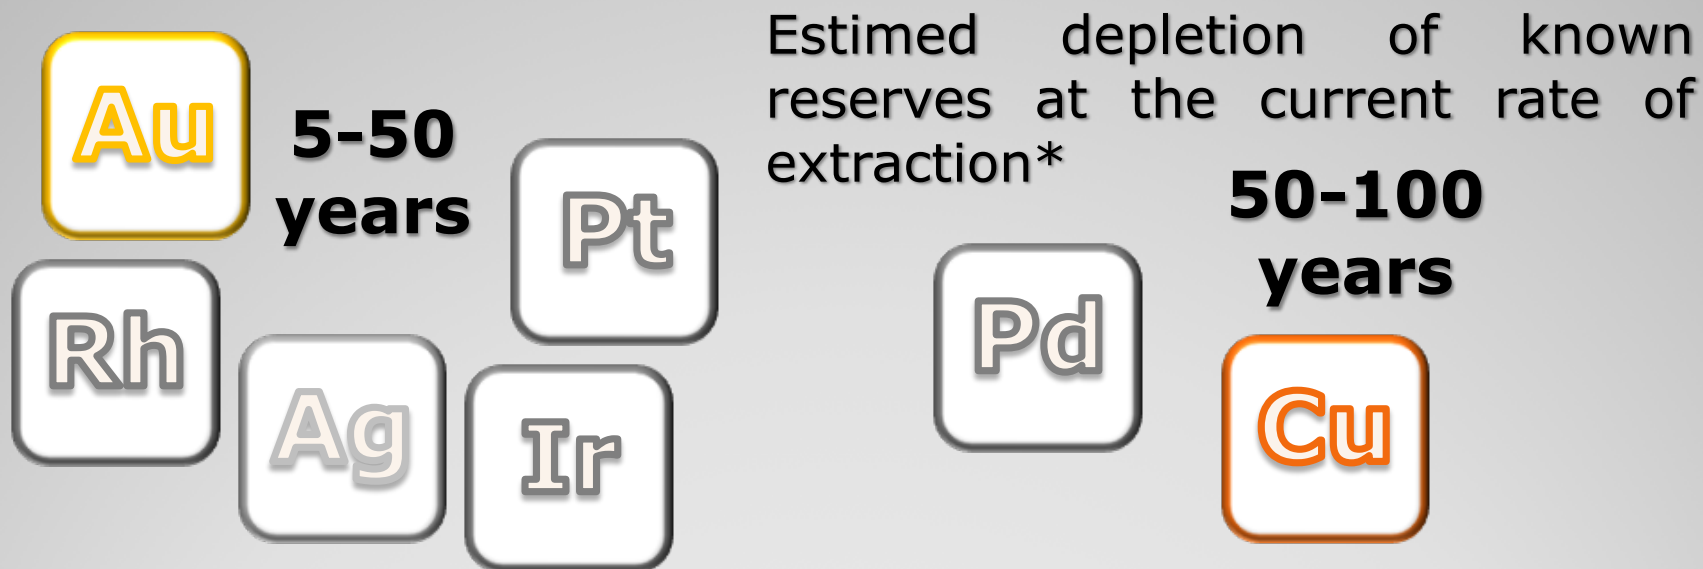 Estimed depletion of known
reserves at the current rate of
extraction*
Au
5-50
years
Pt
Rh
Ag
Ir
50-100
years
Pd
Cu